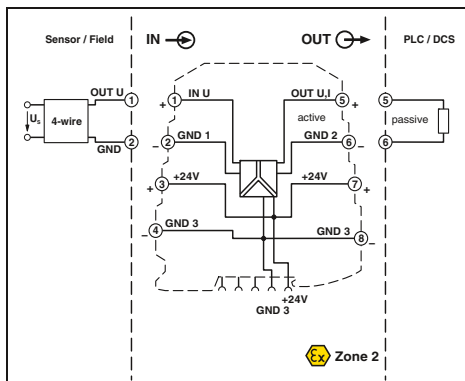 Sensor / Field IN OUT PLC / DCS
OUT U 1 + 1 IN U OUT U,I 5 + 5
Us 4-wire active passive
GND 2 − 2 GND 1 GND 2 6 − 6
+ 3 +24V +24V 7 +
− 4 GND 3 GND 3 8 −
+24V
GND 3
Ex Zone 2